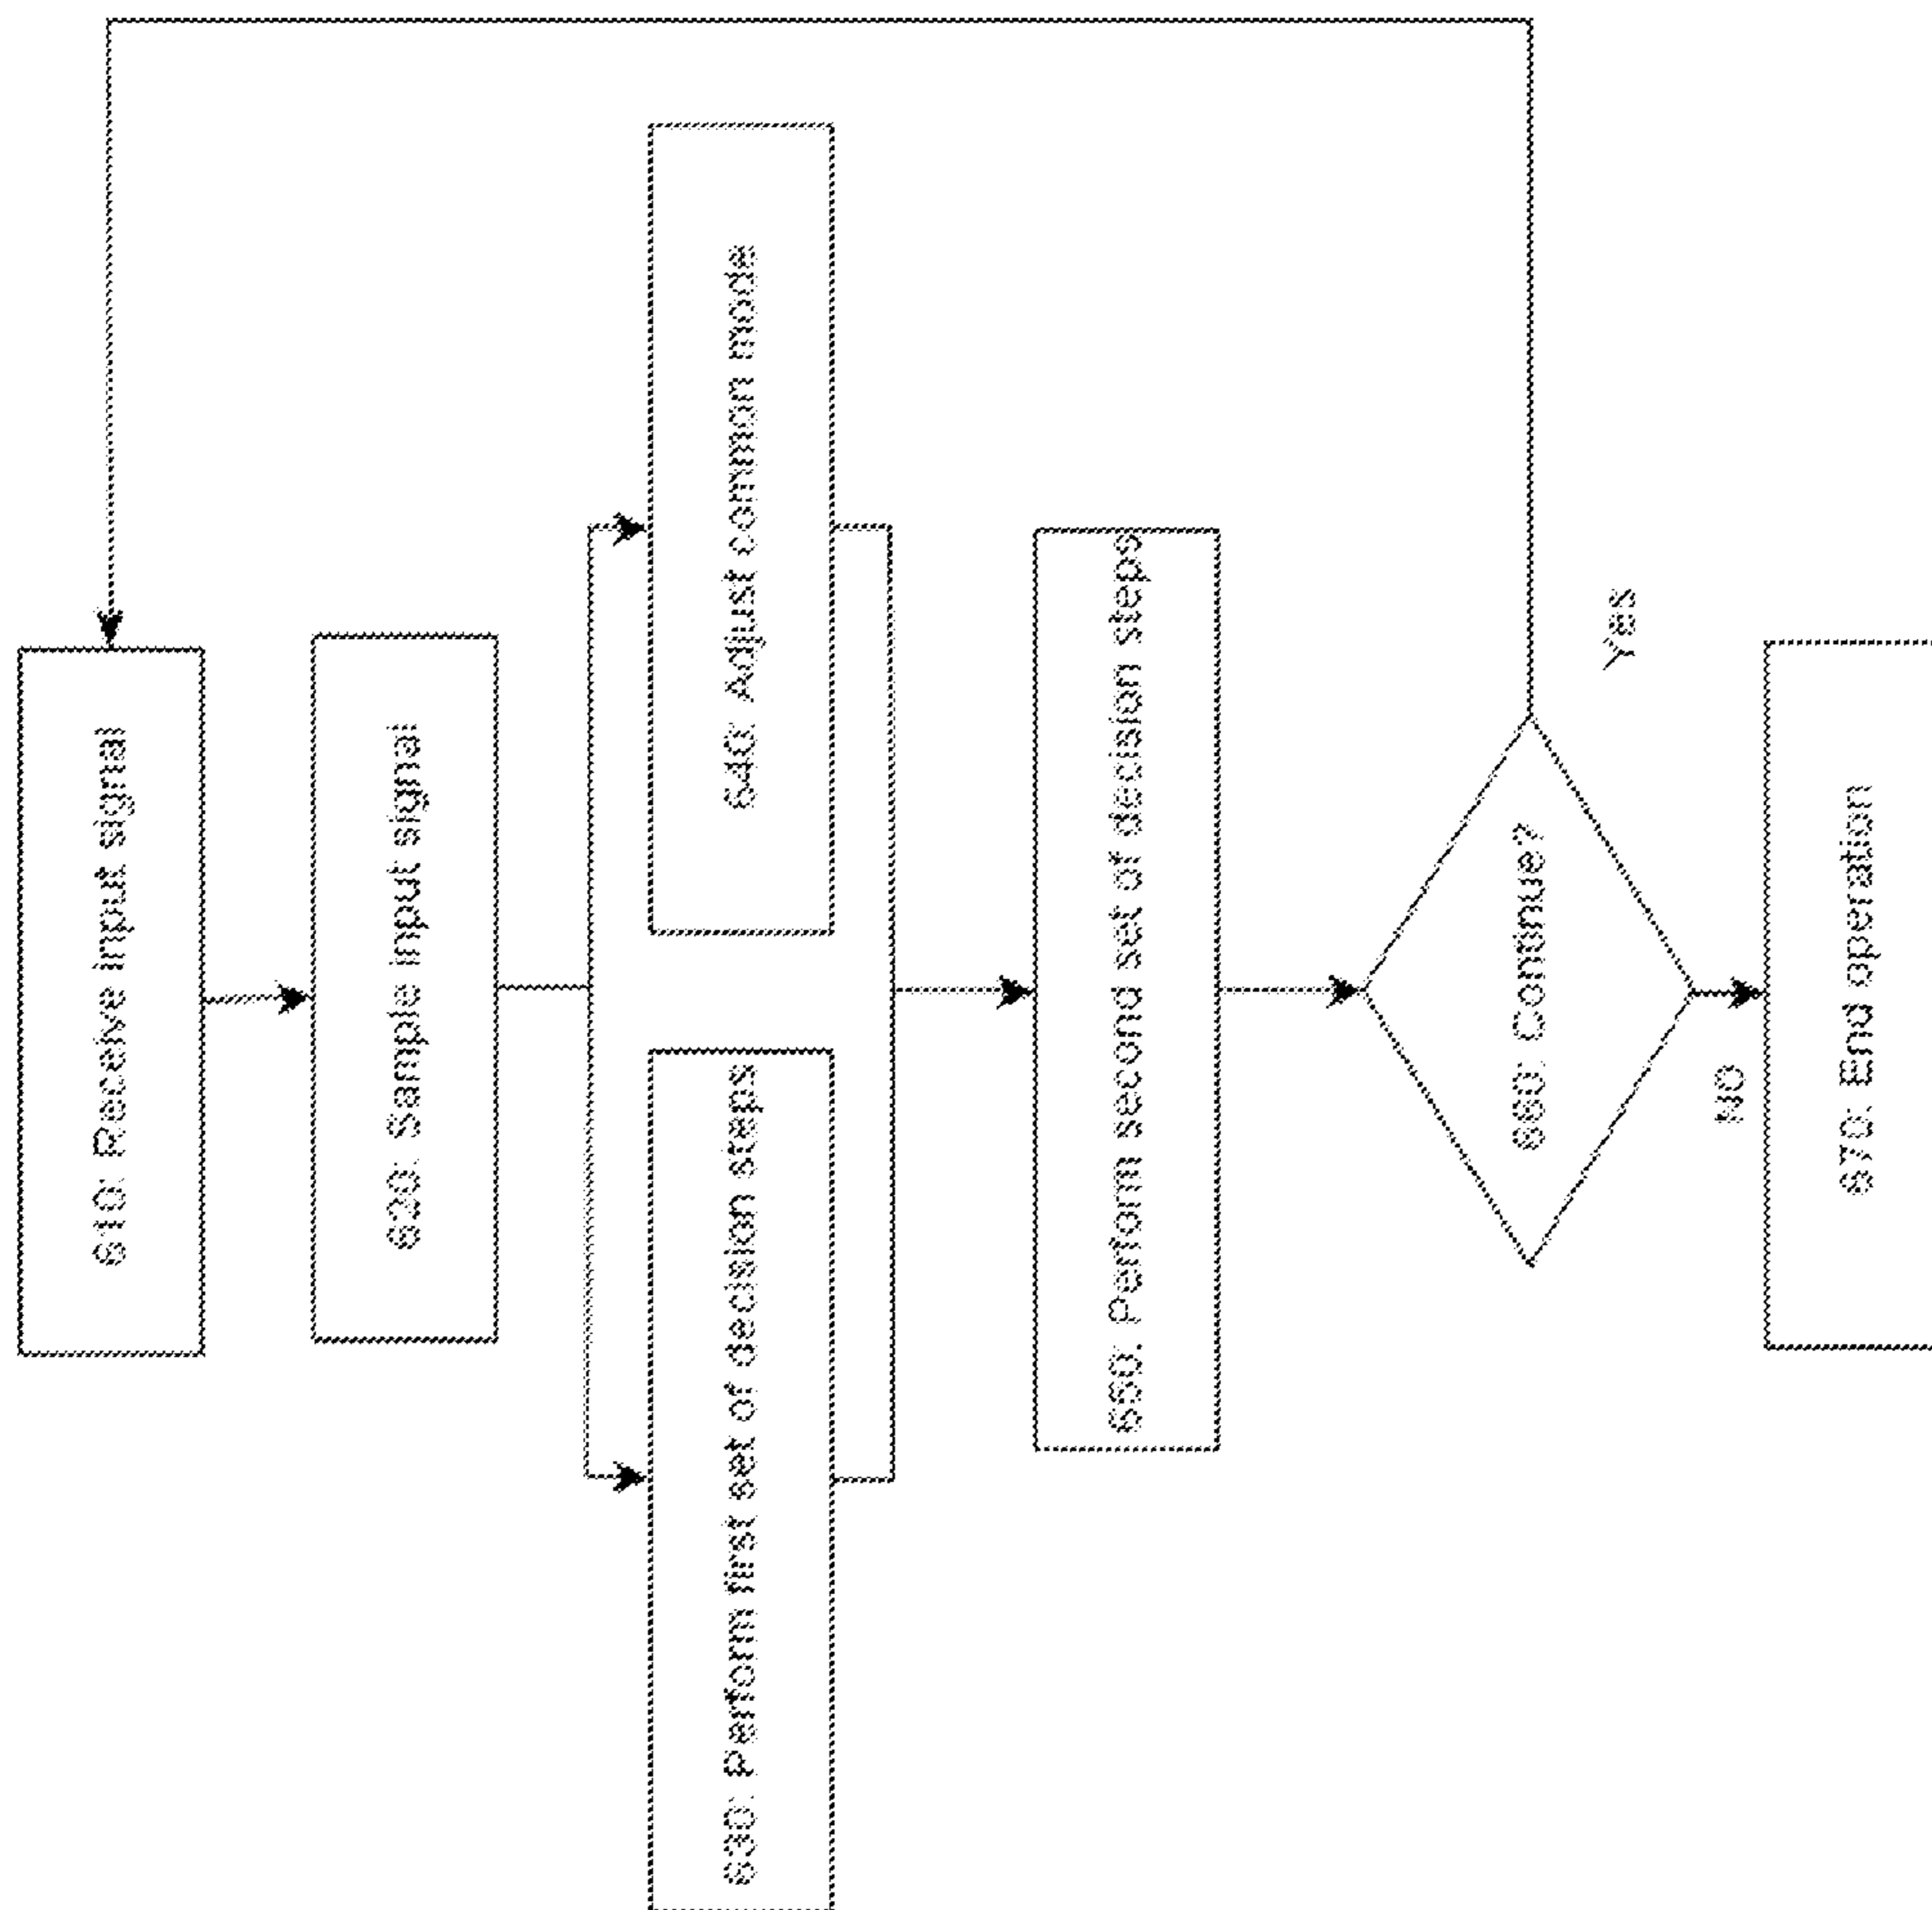 610: Receive input signal
620: Sample input signal
630: Perform first set of decision steps
640: Adjust common mode
650: Perform second set of decision steps
660: Continue?
Yes
NO
670: End operation